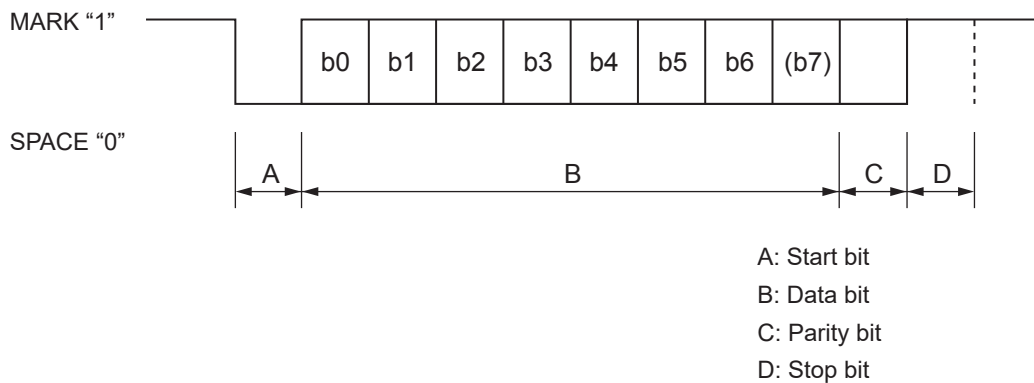 MARK “1”
b0 b1 b2 b3 b4 b5 b6 (b7)
SPACE “0”
A B C D
A: Start bit
B: Data bit
C: Parity bit
D: Stop bit